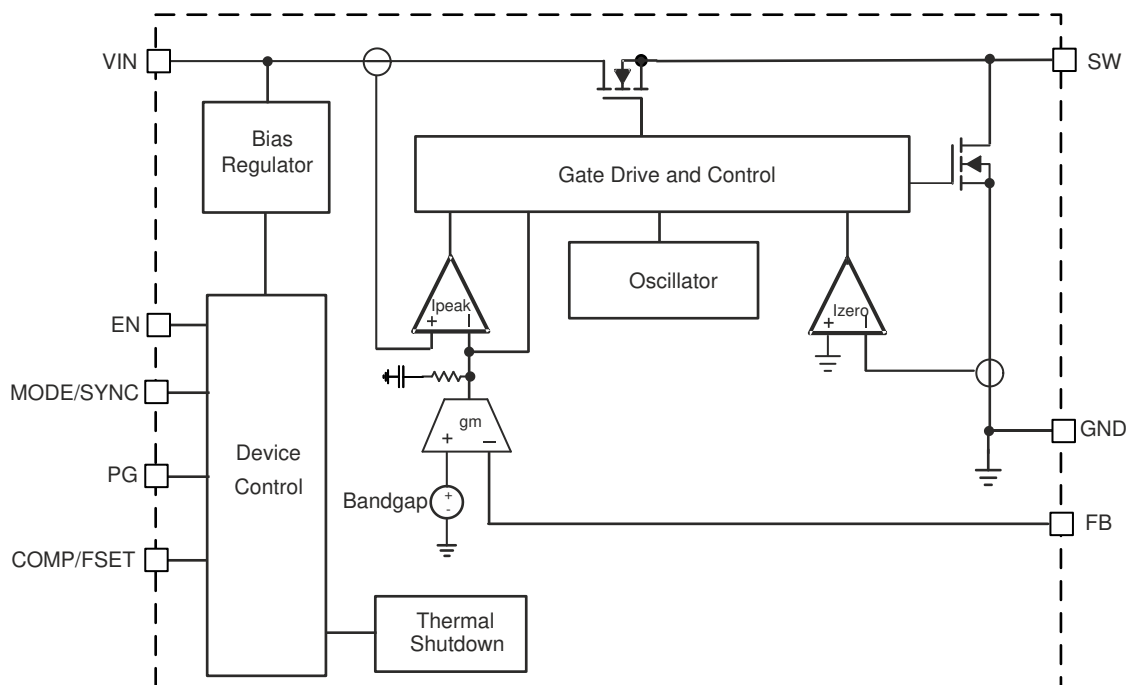 VIN
SW
Bias
Regulator
Gate Drive and Control
Oscillator
Ipeak
+ −
Izero
+ −
EN
MODE/SYNC
PG
COMP/FSET
Device
Control
gm
+ −
Bandgap
+
-
GND
FB
Thermal
Shutdown